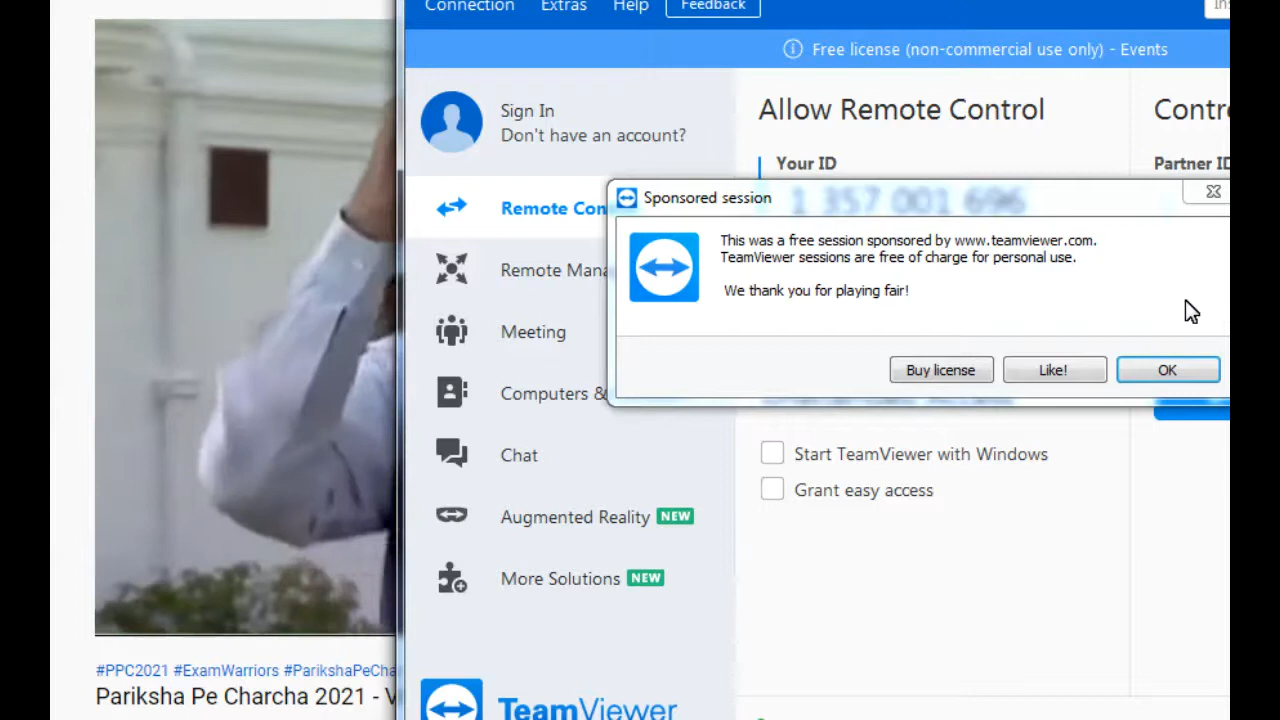 Connection Extras Help Feedback
Free license (non-commercial use only) - Events
Sign In
Don't have an account?
Allow Remote Control
Your ID
Partner ID
Sponsored session
1 357 001 696
This was a free session sponsored by www.teamviewer.com.
TeamViewer sessions are free of charge for personal use.
We thank you for playing fair!
Buy license Like! OK
Remote Con
Remote Mana
Meeting
Computers &
Chat
Augmented Reality NEW
More Solutions NEW
Start TeamViewer with Windows
Grant easy access
TeamViewer
#PPC2021 #ExamWarriors #ParikshaPeCha
Pariksha Pe Charcha 2021 -